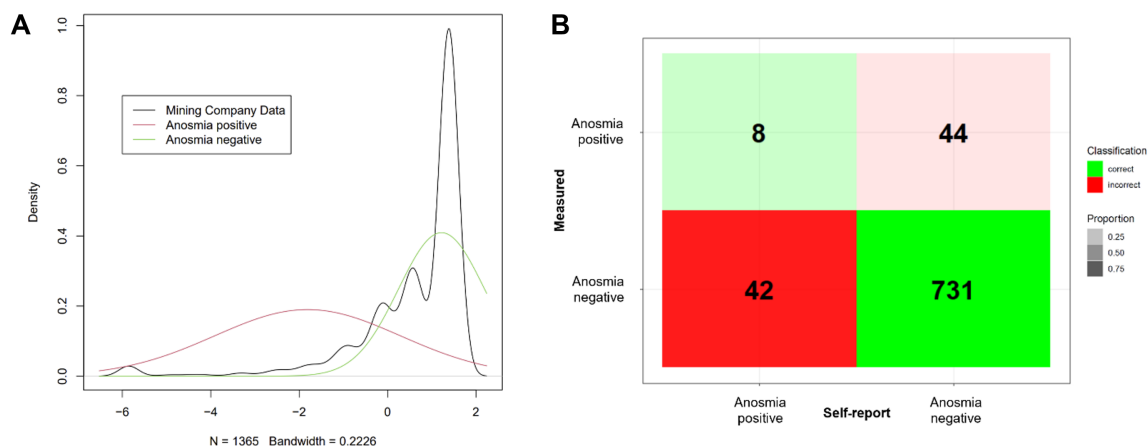 A
1.0
0.8
0.6
0.4
0.2
0.0
Density
Mining Company Data
Anosmia positive
Anosmia negative
−6
−4
−2
0
2
N = 1365 Bandwidth = 0.2226
B
Measured
Anosmia
positive
Anosmia
negative
8
44
42
731
Anosmia
positive
Self-report
Anosmia
negative
Classification
correct
incorrect
Proportion
0.25
0.50
0.75